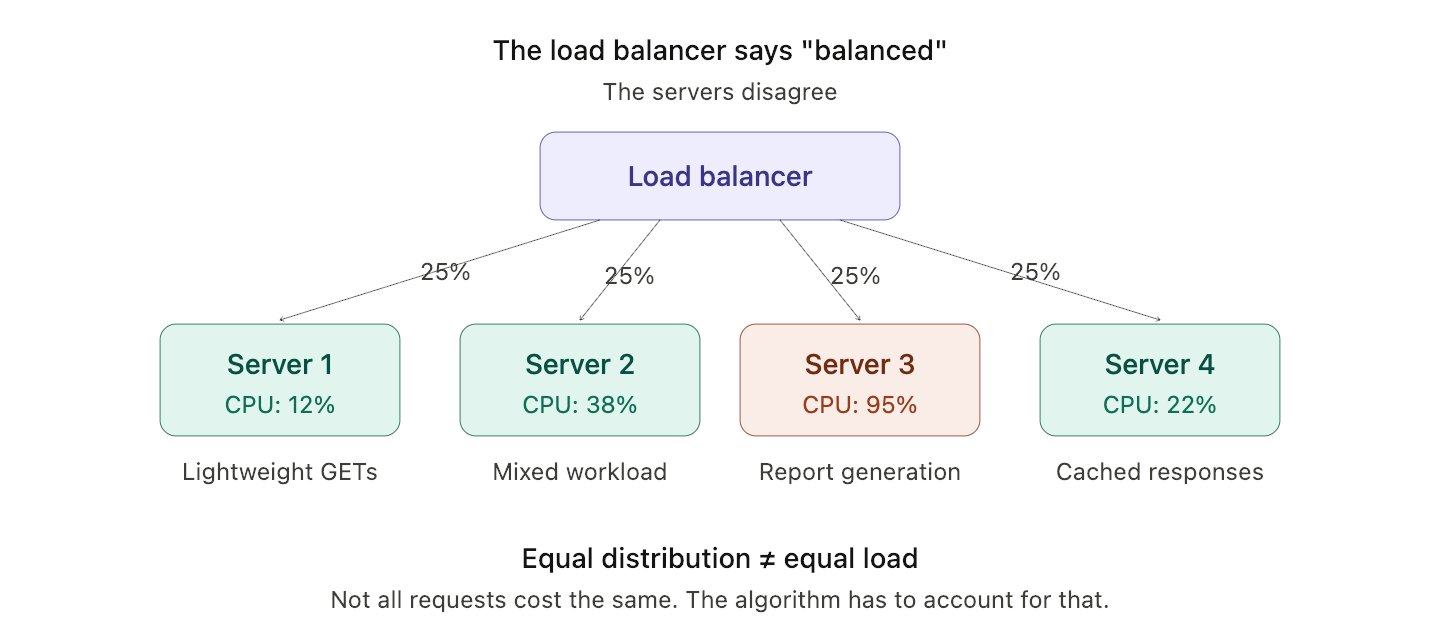 The load balancer says "balanced"
The servers disagree
Load balancer
25%
25%
25%
25%
Server 1
CPU: 12%
Server 2
CPU: 38%
Server 3
CPU: 95%
Server 4
CPU: 22%
Lightweight GETs
Mixed workload
Report generation
Cached responses
Equal distribution ≠ equal load
Not all requests cost the same. The algorithm has to account for that.